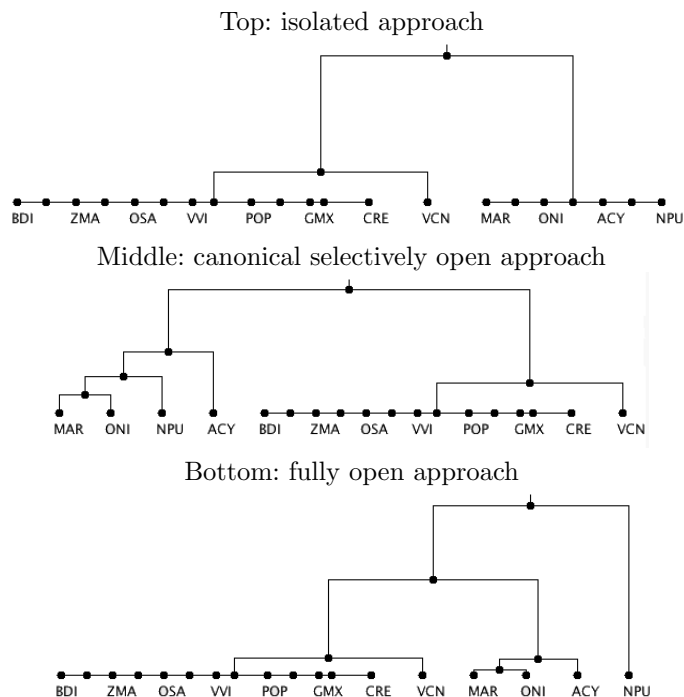 Top: isolated approach
BDI ZMA OSA VVI POP GMX CRE VCN MAR ONI ACY NPU
Middle: canonical selectively open approach
MAR ONI NPU ACY BDI ZMA OSA VVI POP GMX CRE VCN
Bottom: fully open approach
BDI ZMA OSA VVI POP GMX CRE VCN MAR ONI ACY NPU